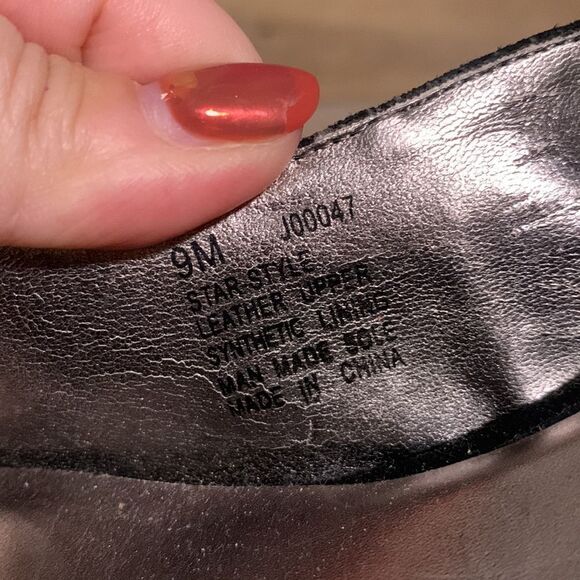 9M J00047
STAR-STYLE
LEATHER UPPER
SYNTHETIC LINING
MAN MADE SOLE
MADE IN CHINA